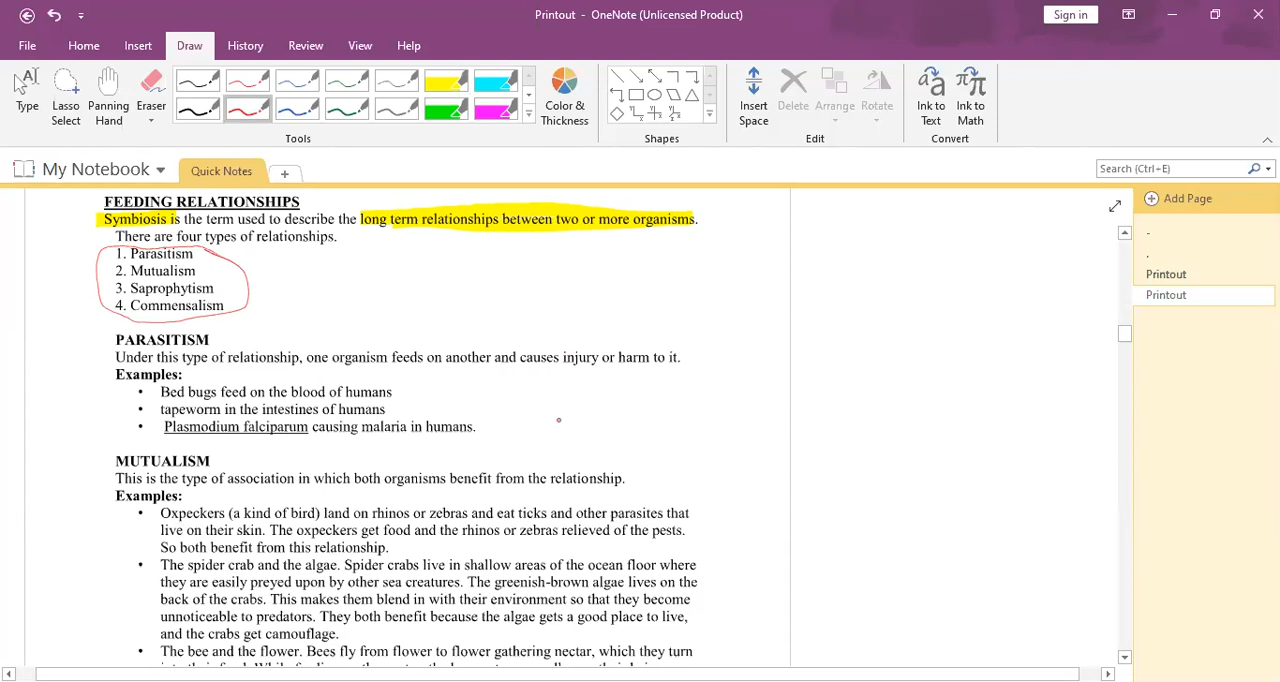 Printout - OneNote (Unlicensed Product)
Sign in
File Home Insert Draw History Review View Help
Type
Lasso Select
Panning Hand
Eraser
Color & Thickness
Insert Space
Delete
Arrange
Rotate
Ink to Text
Ink to Math
Tools
Shapes
Edit
Convert
My Notebook
Quick Notes
Search (Ctrl+E)
Add Page
-
.
Printout
Printout
FEEDING RELATIONSHIPS
Symbiosis is the term used to describe the long term relationships between two or more organisms.
There are four types of relationships.
1. Parasitism
2. Mutualism
3. Saprophytism
4. Commensalism
PARASITISM
Under this type of relationship, one organism feeds on another and causes injury or harm to it.
Examples:
• Bed bugs feed on the blood of humans
• tapeworm in the intestines of humans
• Plasmodium falciparum causing malaria in humans.
MUTUALISM
This is the type of association in which both organisms benefit from the relationship.
Examples:
• Oxpeckers (a kind of bird) land on rhinos or zebras and eat ticks and other parasites that
live on their skin. The oxpeckers get food and the rhinos or zebras relieved of the pests.
So both benefit from this relationship.
• The spider crab and the algae. Spider crabs live in shallow areas of the ocean floor where
they are easily preyed upon by other sea creatures. The greenish-brown algae lives on the
back of the crabs. This makes them blend in with their environment so that they become
unnoticeable to predators. They both benefit because the algae gets a good place to live,
and the crabs get camouflage.
• The bee and the flower. Bees fly from flower to flower gathering nectar, which they turn